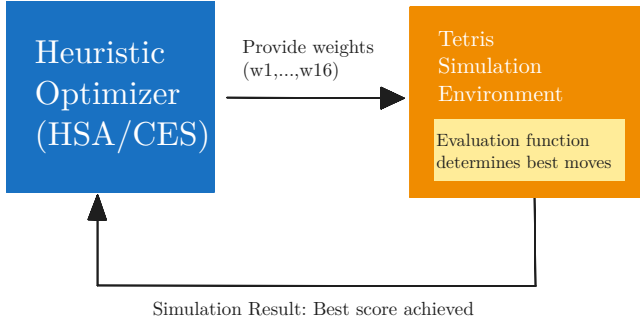 Heuristic
Optimizer
(HSA/CES)
Provide weights
(w1,...,w16)
Tetris
Simulation
Environment
Evaluation function
determines best moves
Simulation Result: Best score achieved